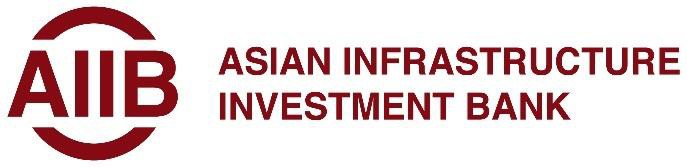 AIIB
ASIAN INFRASTRUCTURE
INVESTMENT BANK